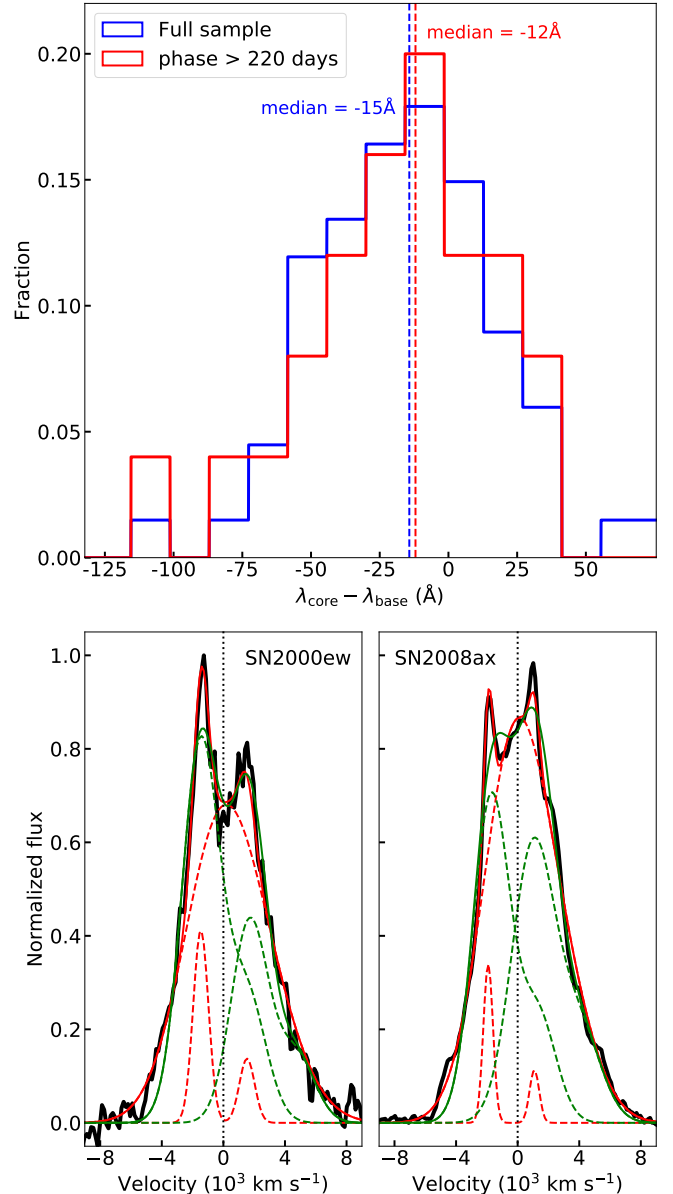 Full sample
phase > 220 days
median = -12Å
median = -15Å
0.20
0.15
0.10
0.05
0.00
Fraction
-125 -100 -75 -50 -25 0 25 50
λcore − λbase (Å)
SN2000ew
SN2008ax
1.0
0.8
0.6
0.4
0.2
0.0
Normalized flux
−8 −4 0 4 8
−8 −4 0 4 8
Velocity (10³ km s⁻¹)
Velocity (10³ km s⁻¹)